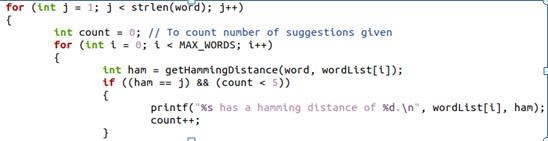 for (int j = 1; j < strlen(word); j++)
{
int count = 0; // To count number of suggestions given
for (int i = 0; i < MAX_WORDS; i++)
{
int ham = getHammingDistance(word, wordList[i]);
if ((ham == j) && (count < 5))
{
printf("%s has a hamming distance of %d.\n", wordList[i], ham);
count++;
}